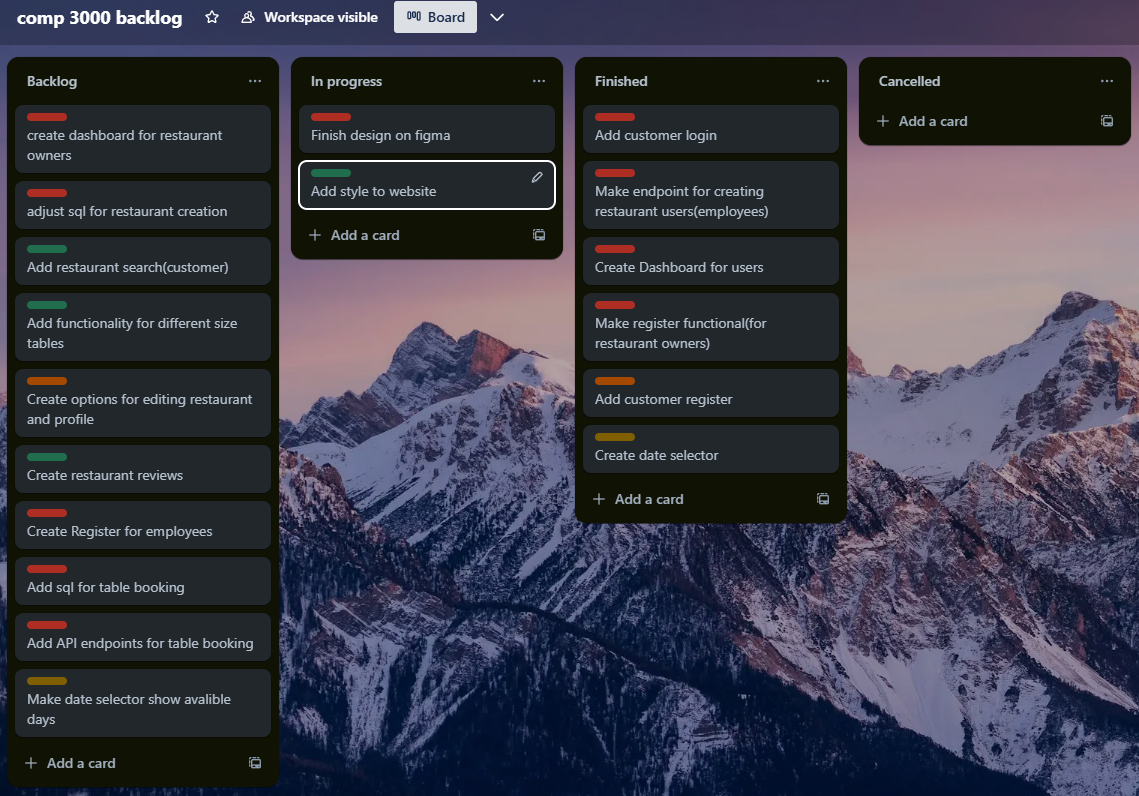 comp 3000 backlog
Workspace visible
Board
Backlog
create dashboard for restaurant
owners
adjust sql for restaurant creation
Add restaurant search(customer)
Add functionality for different size
tables
Create options for editing restaurant
and profile
Create restaurant reviews
Create Register for employees
Add sql for table booking
Add API endpoints for table booking
Make date selector show avalible
days
+ Add a card
In progress
Finish design on figma
Add style to website
+ Add a card
Finished
Add customer login
Make endpoint for creating
restaurant users(employees)
Create Dashboard for users
Make register functional(for
restaurant owners)
Add customer register
Create date selector
+ Add a card
Cancelled
+ Add a card